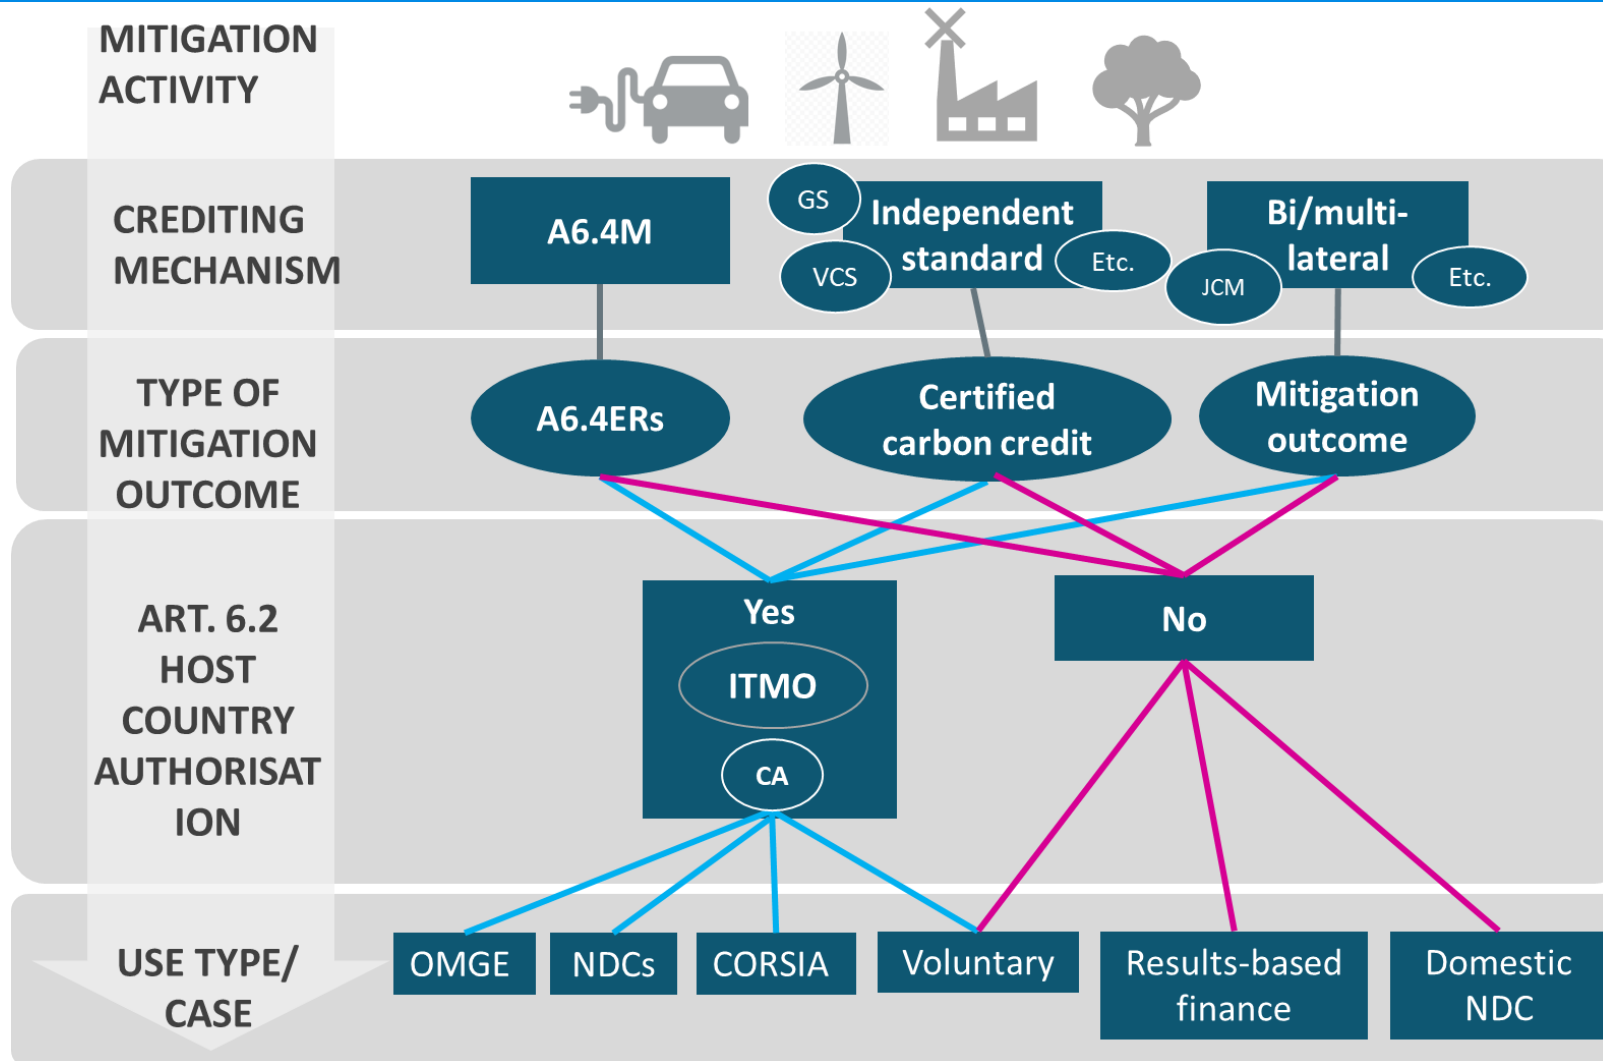 MITIGATION
ACTIVITY
CREDITING
MECHANISM
A6.4M
GS
VCS
Independent
standard
Etc.
Bi/multi-
lateral
JCM
Etc.
TYPE OF
MITIGATION
OUTCOME
A6.4ERs
Certified
carbon credit
Mitigation
outcome
ART. 6.2
HOST
COUNTRY
AUTHORISAT
ION
Yes
ITMO
CA
No
USE TYPE/
CASE
OMGE
NDCs
CORSIA
Voluntary
Results-based
finance
Domestic
NDC